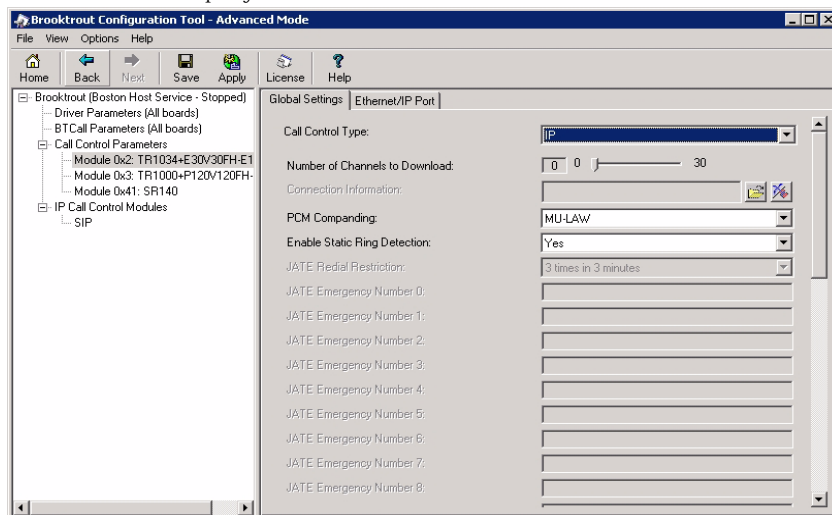 Brooktrout Configuration Tool - Advanced Mode
File View Options Help
Home Back Next Save Apply License Help
Brooktrout (Boston Host Service - Stopped)
Driver Parameters (All boards)
BTCall Parameters (All boards)
Call Control Parameters
Module 0x2: TR1034+E30V30FH-E1
Module 0x3: TR1000+P120V120FH-
Module 0x41: SR140
IP Call Control Modules
SIP
Global Settings Ethernet/IP Port
Call Control Type: IP
Number of Channels to Download: 0 0 30
Connection Information:
PCM Companding: MU-LAW
Enable Static Ring Detection: Yes
JATE Redial Restriction: 3 times in 3 minutes
JATE Emergency Number 0:
JATE Emergency Number 1:
JATE Emergency Number 2:
JATE Emergency Number 3:
JATE Emergency Number 4:
JATE Emergency Number 5:
JATE Emergency Number 6:
JATE Emergency Number 7:
JATE Emergency Number 8: